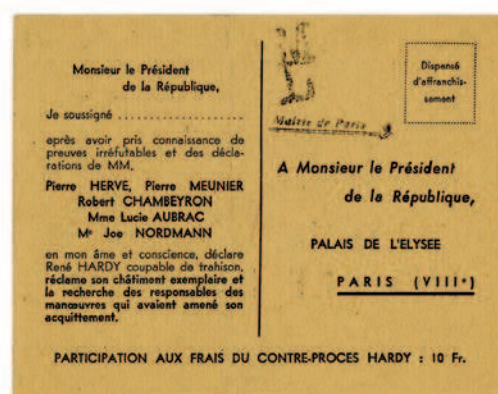 Monsieur le Président
de la République,
Je soussigné ....................
après avoir pris connaissance de
preuves irréfutables et des décla-
rations de MM,
Pierre HERVE, Pierre MEUNIER
Robert CHAMBEYRON
Mme Lucie AUBRAC
Me Joe NORDMANN
en mon âme et conscience, déclare
René HARDY coupable de trahison,
réclame son châtiment exemplaire et
la recherche des responsables des
manœuvres qui avaient amené son
acquittement.
Mairie de Paris
Dispensé
d'affranchis-
sement
A Monsieur le Président
de la République,
PALAIS DE L'ELYSEE
PARIS (VIIIe)
PARTICIPATION AUX FRAIS DU CONTRE-PROCES HARDY : 10 Fr.